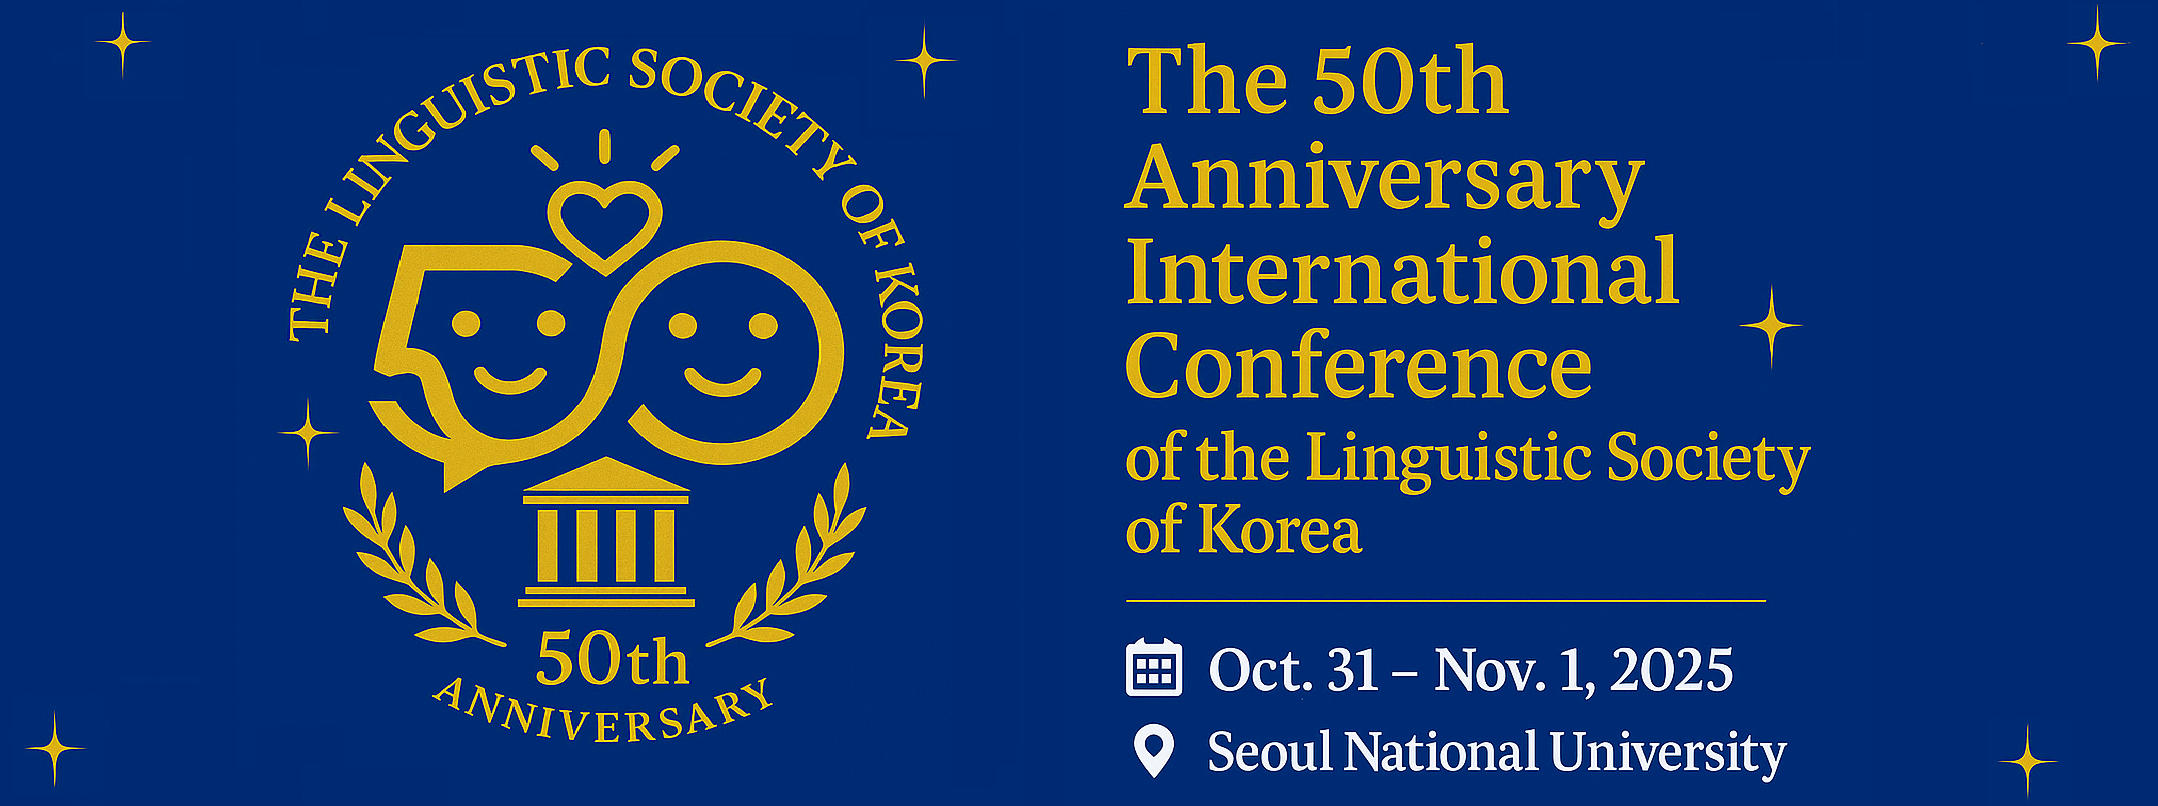 THE LINGUISTIC SOCIETY OF KOREA
50th
ANNIVERSARY
The 50th
Anniversary
International
Conference
of the Linguistic Society
of Korea
Oct. 31 – Nov. 1, 2025
Seoul National University